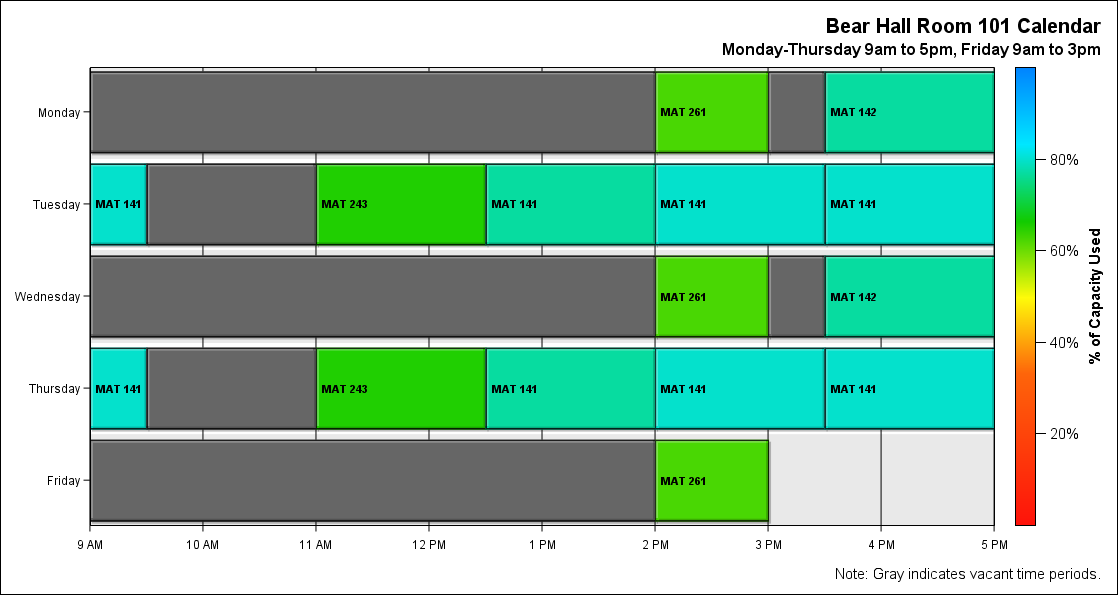 Bear Hall Room 101 Calendar
Monday-Thursday 9am to 5pm, Friday 9am to 3pm
Monday MAT 261 MAT 142
Tuesday MAT 141 MAT 243 MAT 141 MAT 141 MAT 141
Wednesday MAT 261 MAT 142
Thursday MAT 141 MAT 243 MAT 141 MAT 141 MAT 141
Friday MAT 261
9 AM 10 AM 11 AM 12 PM 1 PM 2 PM 3 PM 4 PM 5 PM
80%
60%
40%
20%
% of Capacity Used
Note: Gray indicates vacant time periods.